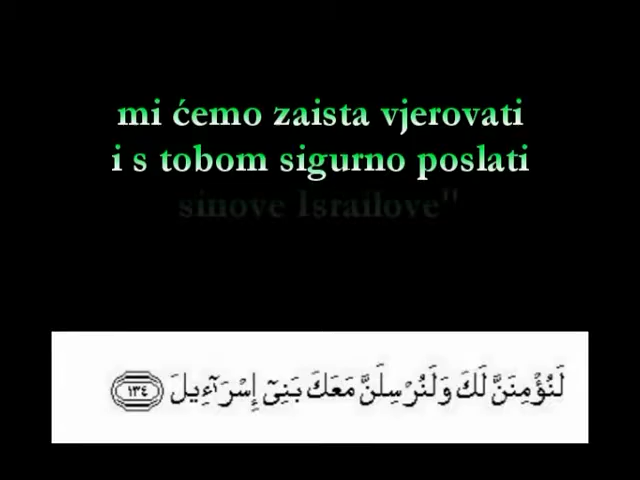 mi ćemo zaista vjerovati
i s tobom sigurno poslati
sinove Israilove"
لَنُؤْمِنَنَّ لَكَ وَلَنُرْسِلَنَّ مَعَكَ بَنِىٓ إِسْرَٰٓءِيلَ ١٣٤